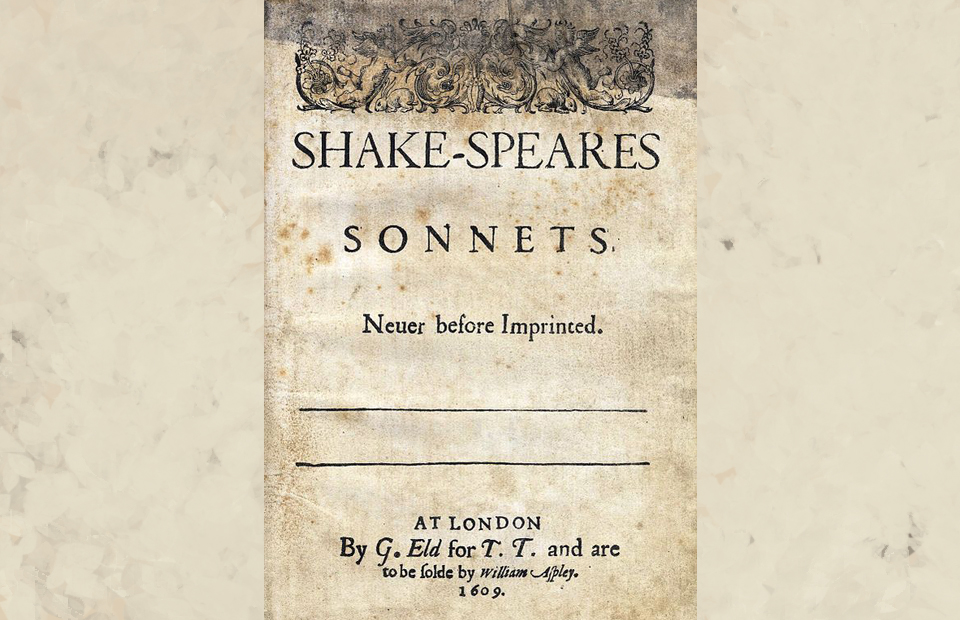 SHAKE-SPEARES
SONNETS.
Neuer before Imprinted.
AT LONDON
By G. Eld for T. T. and are
to be ſolde by William Aſpley.
1609.